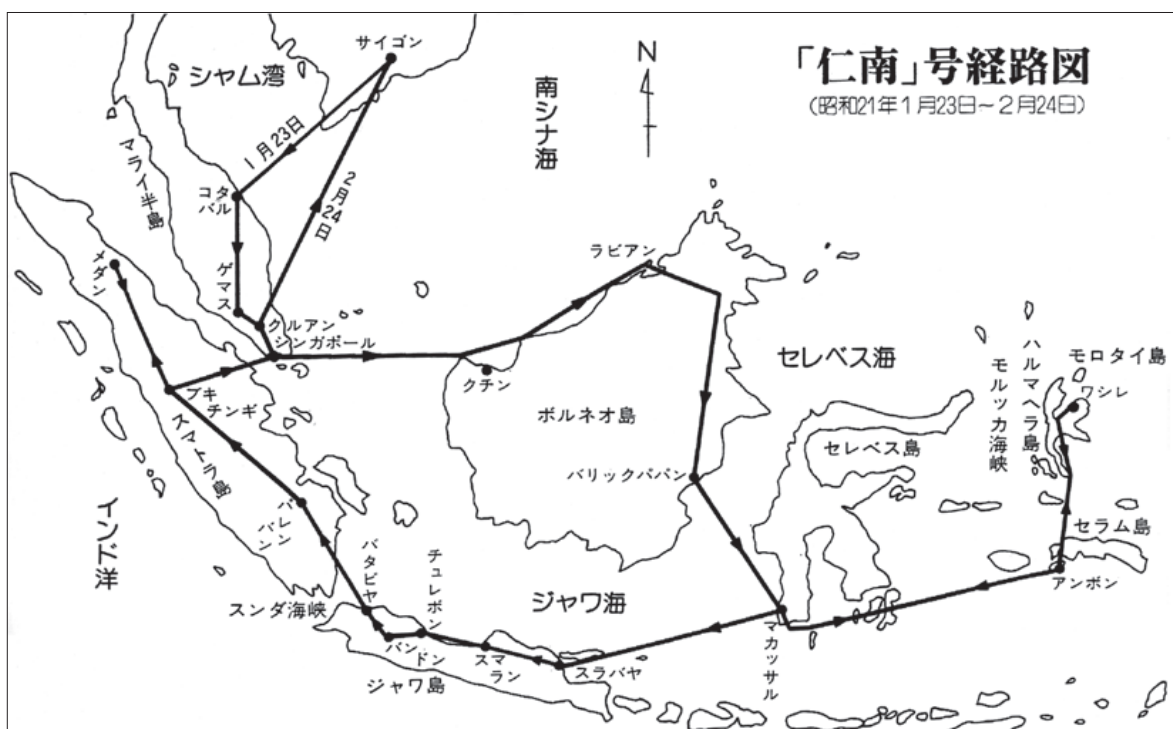 「仁南」号経路図
(昭和21年1月23日~2月24日)
N
サイゴン
シャム湾
南シナ海
1月23日
2月24日
マライ半島
コタ
バル
ゲマス
クルアン
シンガポール
メダン
ブキ
チンギ
スマトラ島
インド洋
パレン
バン
スンダ海峡
バタビヤ
バン
ドン
チュレボン
スマ
ラン
スラバヤ
ジャワ島
ジャワ海
クチン
ラビアン
ボルネオ島
バリックパパン
セレベス海
セレベス島
マカッサル
モルッカ海峡
ハルマヘラ島
モロタイ島
ワシレ
セラム島
アンボン